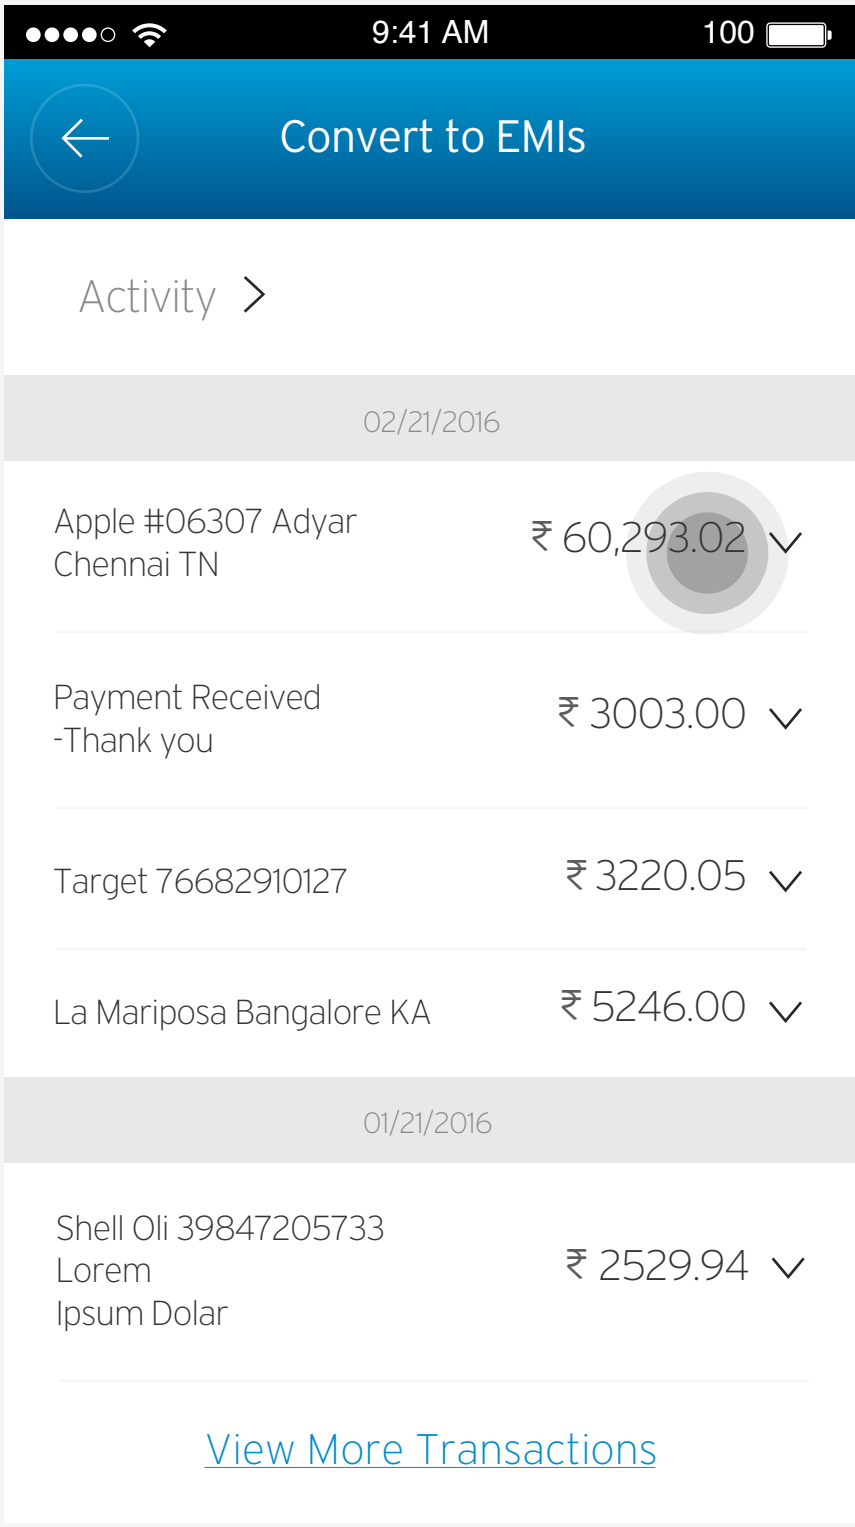 9:41 AM
100
Convert to EMIs
Activity
02/21/2016
Apple #06307 Adyar
Chennai TN
₹ 60,293.02
Payment Received
-Thank you
₹ 3003.00
Target 76682910127
₹ 3220.05
La Mariposa Bangalore KA
₹ 5246.00
01/21/2016
Shell Oli 39847205733
Lorem
Ipsum Dolar
₹ 2529.94
View More Transactions